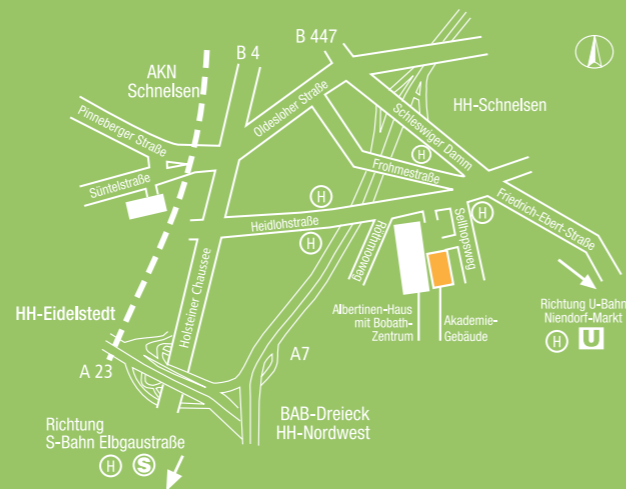 B 447
B 4
AKN
Schnelsen
Oldesloher Straße
HH-Schnelsen
Schleswiger Damm
Pinneberger Straße
Frohmestraße
H
Süntelstraße
H
Heidlohstraße
H
Röthmoorweg
Sellhopsweg
H
Friedrich-Ebert-Straße
Holsteiner Chaussee
HH-Eidelstedt
Albertinen-Haus
mit Bobath-
Zentrum
Akademie-
Gebäude
Richtung U-Bahn
Niendorf-Markt
H U
A 23
A7
BAB-Dreieck
HH-Nordwest
Richtung
S-Bahn Elbgaustraße
H S